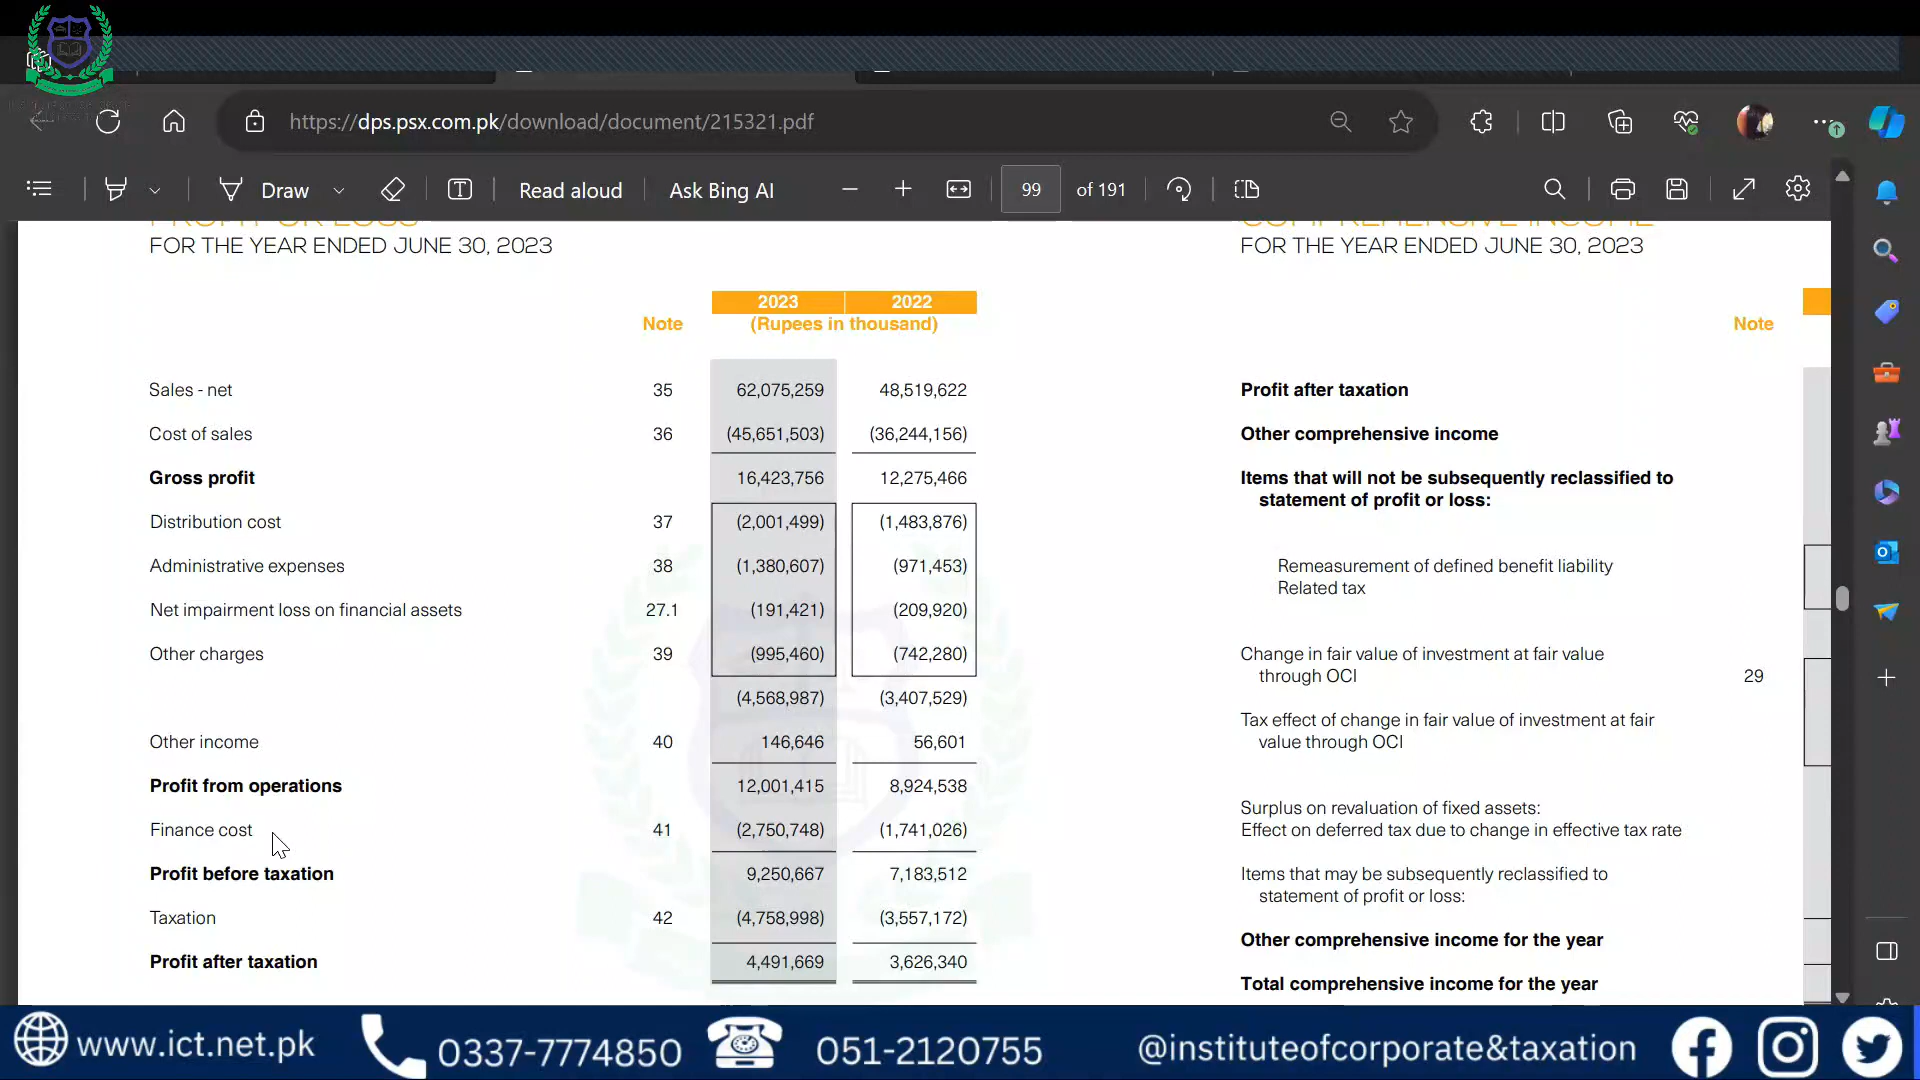 https://dps.psx.com.pk/download/document/215321.pdf
Draw
Read aloud
Ask Bing AI
99 of 191
FOR THE YEAR ENDED JUNE 30, 2023
2023 2022
Note (Rupees in thousand)
Sales - net 35 62,075,259 48,519,622
Cost of sales 36 (45,651,503) (36,244,156)
Gross profit 16,423,756 12,275,466
Distribution cost 37 (2,001,499) (1,483,876)
Administrative expenses 38 (1,380,607) (971,453)
Net impairment loss on financial assets 27.1 (191,421) (209,920)
Other charges 39 (995,460) (742,280)
(4,568,987) (3,407,529)
Other income 40 146,646 56,601
Profit from operations 12,001,415 8,924,538
Finance cost 41 (2,750,748) (1,741,026)
Profit before taxation 9,250,667 7,183,512
Taxation 42 (4,758,998) (3,557,172)
Profit after taxation 4,491,669 3,626,340
COMPREHENSIVE INCOME
FOR THE YEAR ENDED JUNE 30, 2023
Note
Profit after taxation
Other comprehensive income
Items that will not be subsequently reclassified to
statement of profit or loss:
Remeasurement of defined benefit liability
Related tax
Change in fair value of investment at fair value
through OCI 29
Tax effect of change in fair value of investment at fair
value through OCI
Surplus on revaluation of fixed assets:
Effect on deferred tax due to change in effective tax rate
Items that may be subsequently reclassified to
statement of profit or loss:
Other comprehensive income for the year
Total comprehensive income for the year
www.ict.net.pk
0337-7774850
051-2120755
@instituteofcorporate&taxation